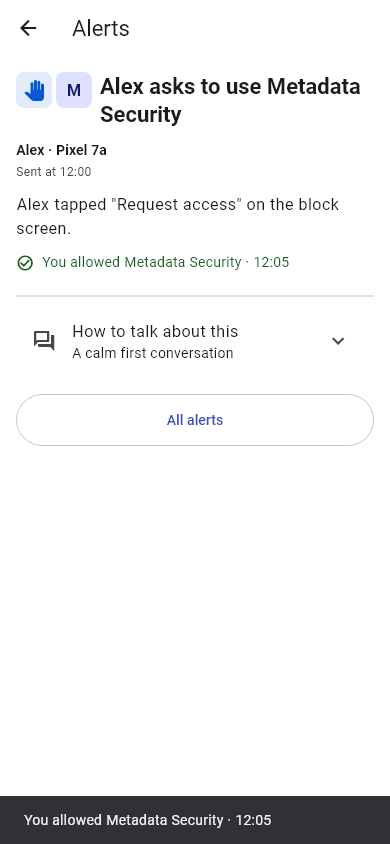 Alerts
M
Alex asks to use Metadata
Security
Alex · Pixel 7a
Sent at 12:00
Alex tapped "Request access" on the block
screen.
You allowed Metadata Security · 12:05
How to talk about this
A calm first conversation
All alerts
You allowed Metadata Security · 12:05